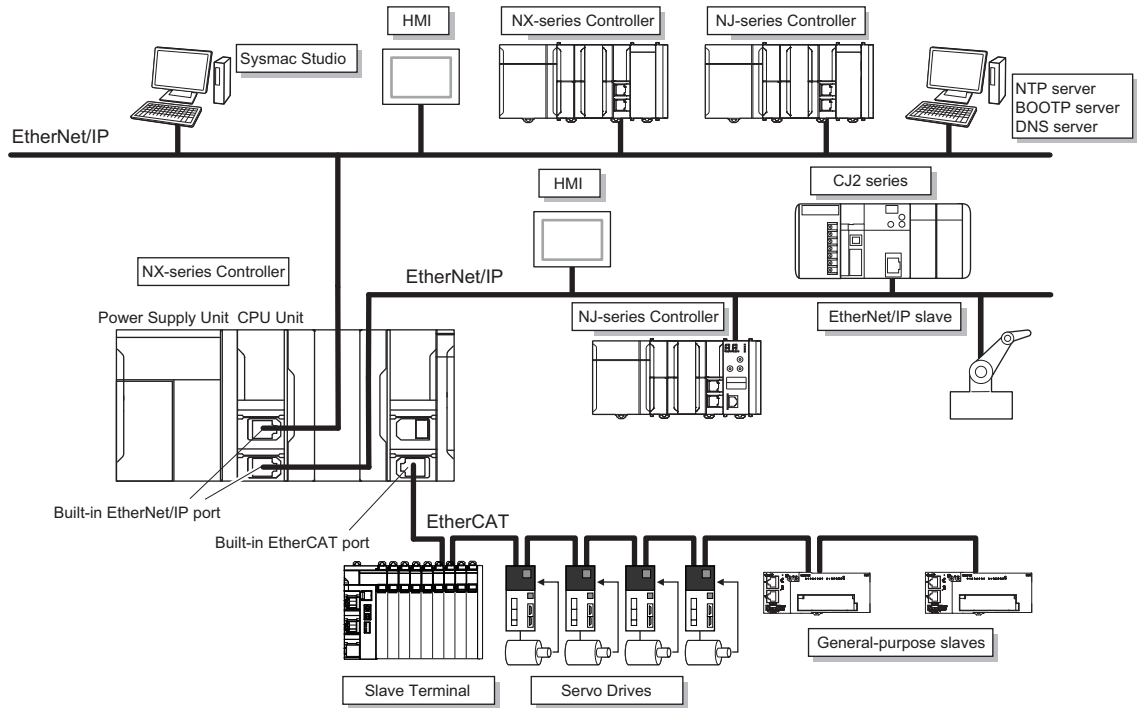 HMI
NX-series Controller
NJ-series Controller
Sysmac Studio
NTP server
BOOTP server
DNS server
EtherNet/IP
HMI
CJ2 series
NX-series Controller
EtherNet/IP
Power Supply Unit CPU Unit
NJ-series Controller
EtherNet/IP slave
Built-in EtherNet/IP port
Built-in EtherCAT port
EtherCAT
General-purpose slaves
Slave Terminal
Servo Drives